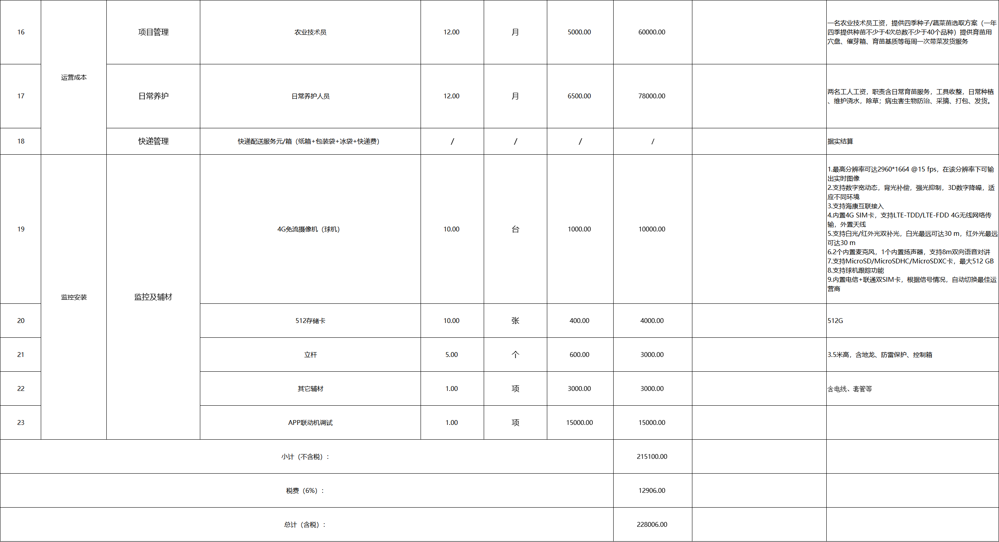 16
运营成本
项目管理
农业技术员
12.00
月
5000.00
60000.00
一名农业技术员工资，提供四季种子/蔬菜苗选取方案（一年
四季提供种苗不少于4次总数不少于40个品种）提供育苗用
穴盘、催芽箱、育苗基质等每周一次带菜发货服务
17
日常养护
日常养护人员
12.00
月
6500.00
78000.00
两名工人工资，职责含日常育苗服务，工具收整，日常种植
、维护浇水，除草；病虫害生物防治、采摘、打包、发货。
18
快递管理
快递配送服务元/箱（纸箱+包装袋+冰袋+快递费）
/
/
/
/
据实结算
19
监控安装
监控及辅材
4G免流摄像机（球机）
10.00
台
1000.00
10000.00
1.最高分辨率可达2960*1664 @15 fps，在该分辨率下可输
出实时图像
2.支持数字宽动态，背光补偿，强光抑制，3D数字降噪，适
应不同环境
3.支持海康互联接入
4.内置4G SIM卡，支持LTE-TDD/LTE-FDD 4G无线网络传
输，外置天线
5.支持白光/红外光双补光，白光最远可达30 m，红外光最远
可达30 m
6.2个内置麦克风，1个内置扬声器，支持8m双向语音对讲
7.支持MicroSD/MicroSDHC/MicroSDXC卡，最大512 GB
8.支持球机跟踪功能
9.内置电信+联通双SIM卡，根据信号情况，自动切换最佳运
营商
20
512存储卡
10.00
张
400.00
4000.00
512G
21
立杆
5.00
个
600.00
3000.00
3.5米高，含地龙、防雷保护、控制箱
22
其它辅材
1.00
项
3000.00
3000.00
含电线、套管等
23
APP联动机调试
1.00
项
15000.00
15000.00
小计（不含税）：
215100.00
税费（6%）：
12906.00
总计（含税）：
228006.00